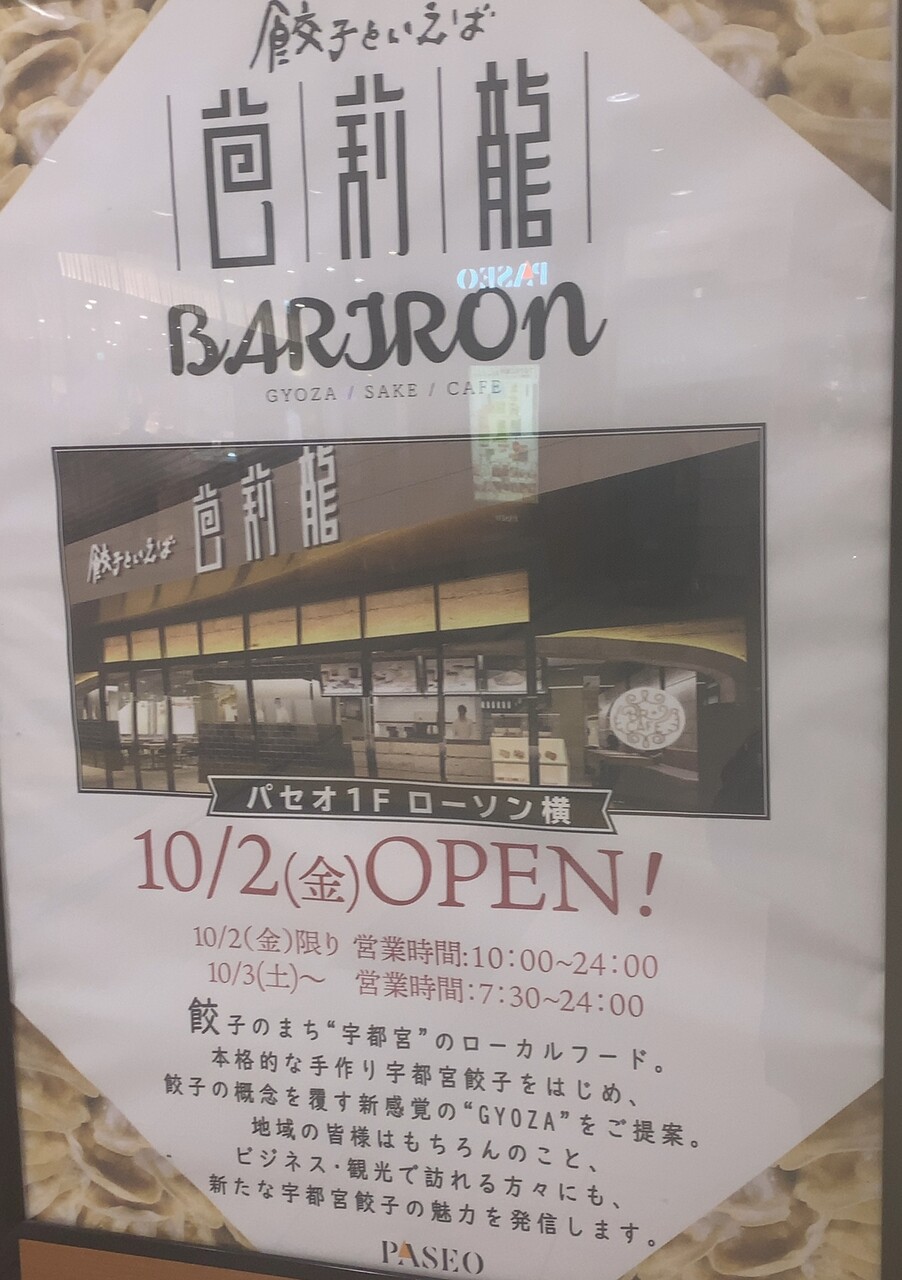 餃子といえば
芭莉龍
BARIRON
GYOZA / SAKE / CAFE
PASEO
餃子といえば 芭莉龍
CAFE
パセオ1F ローソン横
10/2(金)OPEN!
10/2(金)限り 営業時間:10:00~24:00
10/3(土)~ 営業時間:7:30~24:00
餃子のまち“宇都宮”のローカルフード。
本格的な手作り宇都宮餃子をはじめ、
餃子の概念を覆す新感覚の“GYOZA”をご提案。
地域の皆様はもちろんのこと、
ビジネス・観光で訪れる方々にも、
新たな宇都宮餃子の魅力を発信します。
PASEO